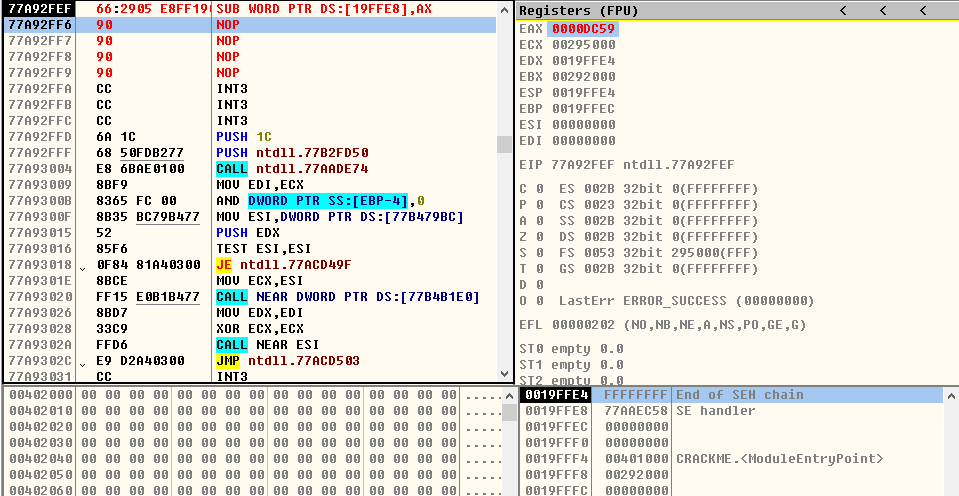 77A92FEF 66:2905 E8FF19( SUB WORD PTR DS:[19FFE8],AX
77A92FF6 90 NOP
77A92FF7 90 NOP
77A92FF8 90 NOP
77A92FF9 90 NOP
77A92FFA CC INT3
77A92FFB CC INT3
77A92FFC CC INT3
77A92FFD 6A 1C PUSH 1C
77A92FFF 68 50FDB277 PUSH ntdll.77B2FD50
77A93004 E8 6BAE0100 CALL ntdll.77AADE74
77A93009 8BF9 MOV EDI,ECX
77A9300B 8365 FC 00 AND DWORD PTR SS:[EBP-4],0
77A9300F 8B35 BC79B477 MOV ESI,DWORD PTR DS:[77B479BC]
77A93015 52 PUSH EDX
77A93016 85F6 TEST ESI,ESI
77A93018 0F84 81A40300 JE ntdll.77ACD49F
77A9301E 8BCE MOV ECX,ESI
77A93020 FF15 E0B1B477 CALL NEAR DWORD PTR DS:[77B4B1E0]
77A93026 8BD7 MOV EDX,EDI
77A93028 33C9 XOR ECX,ECX
77A9302A FFD6 CALL NEAR ESI
77A9302C E9 D2A40300 JMP ntdll.77ACD503
77A93031 CC INT3
Registers (FPU) < < <
EAX 0000DC59
ECX 00295000
EDX 0019FFE4
EBX 00292000
ESP 0019FFE4
EBP 0019FFEC
ESI 00000000
EDI 00000000
EIP 77A92FEF ntdll.77A92FEF
C 0 ES 002B 32bit 0(FFFFFFFF)
P 0 CS 0023 32bit 0(FFFFFFFF)
A 0 SS 002B 32bit 0(FFFFFFFF)
Z 0 DS 002B 32bit 0(FFFFFFFF)
S 0 FS 0053 32bit 295000(FFF)
T 0 GS 002B 32bit 0(FFFFFFFF)
D 0
O 0 LastErr ERROR_SUCCESS (00000000)
EFL 00000202 (NO,NB,NE,A,NS,PO,GE,G)
ST0 empty 0.0
ST1 empty 0.0
ST2 empty 0.0
00402000 00 00 00 00 00 00 00 00 00 00 00 00 00 00 00 00 .....
00402010 00 00 00 00 00 00 00 00 00 00 00 00 00 00 00 00 .....
00402020 00 00 00 00 00 00 00 00 00 00 00 00 00 00 00 00 .....
00402030 00 00 00 00 00 00 00 00 00 00 00 00 00 00 00 00 .....
00402040 00 00 00 00 00 00 00 00 00 00 00 00 00 00 00 00 .....
00402050 00 00 00 00 00 00 00 00 00 00 00 00 00 00 00 00 .....
00402060 00 00 00 00 00 00 00 00 00 00 00 00 00 00 00 00 .....
0019FFE4 FFFFFFFF End of SEH chain
0019FFE8 77AAEC58 SE handler
0019FFEC 00000000
0019FFF0 00000000
0019FFF4 00401000 CRACKME.<ModuleEntryPoint>
0019FFF8 00292000
0019FFFC 00000000